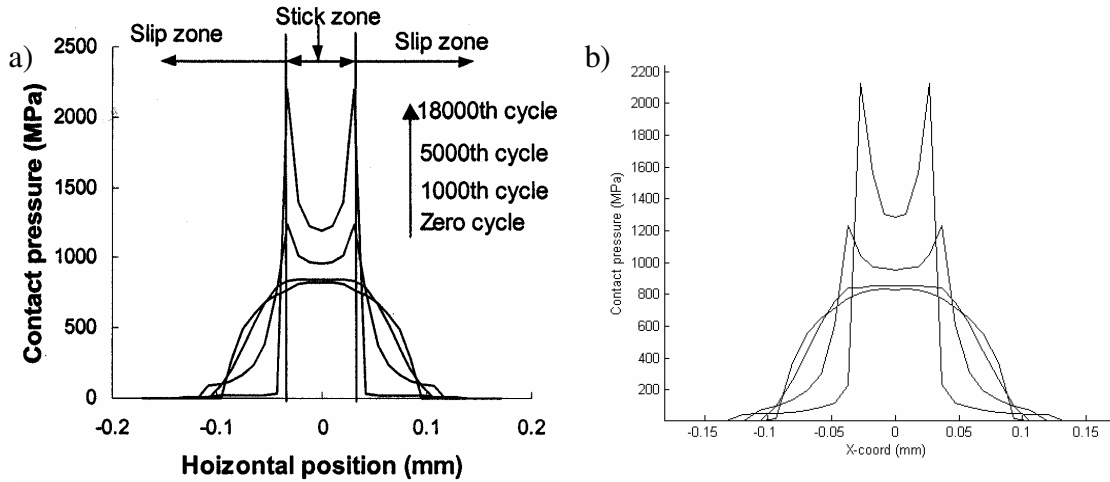 a)
Stick zone
Slip zone
Slip zone
2500
2000
1500
1000
500
0
Contact pressure (MPa)
18000th cycle
5000th cycle
1000th cycle
Zero cycle
-0.2
-0.1
0
0.1
0.2
Hoizontal position (mm)
b)
2200
2000
1800
1600
1400
1200
1000
800
600
400
200
Contact pressure (MPa)
-0.15
-0.1
-0.05
0
0.05
0.1
0.15
X-coord (mm)